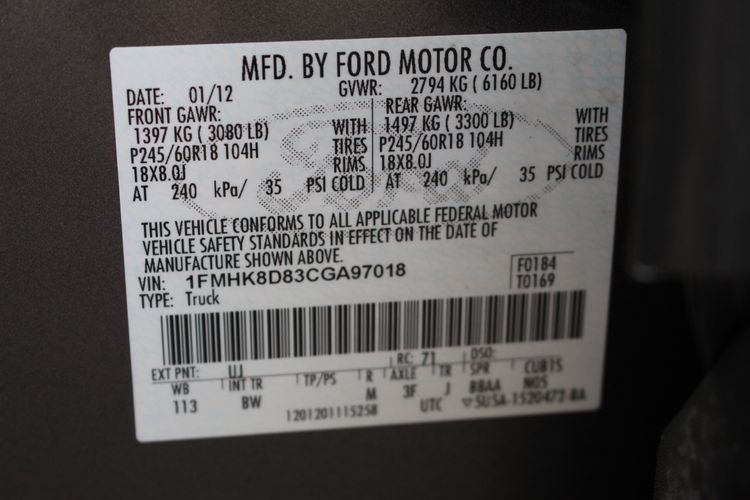 MFD. BY FORD MOTOR CO.
DATE: 01/12 GVWR: 2794 KG ( 6160 LB)
FRONT GAWR: REAR GAWR:
1397 KG ( 3080 LB) WITH 1497 KG ( 3300 LB) WITH
P245/60R18 104H TIRES P245/60R18 104H TIRES
18X8.0J RIMS 18X8.0J RIMS
AT 240 kPa/ 35 PSI COLD AT 240 kPa/ 35 PSI COLD
THIS VEHICLE CONFORMS TO ALL APPLICABLE FEDERAL MOTOR
VEHICLE SAFETY STANDARDS IN EFFECT ON THE DATE OF
MANUFACTURE SHOWN ABOVE.
VIN: 1FMHK8D83CGA97018 F0184
TYPE: Truck T0169
EXT PNT: UJ RC: 71 DSO:
WB INT TR TP/PS R AXLE TR SPR CUB15
113 BW M 3F J BBAA N05
1201201115258 UTC ▽5U5A-1520472-BA